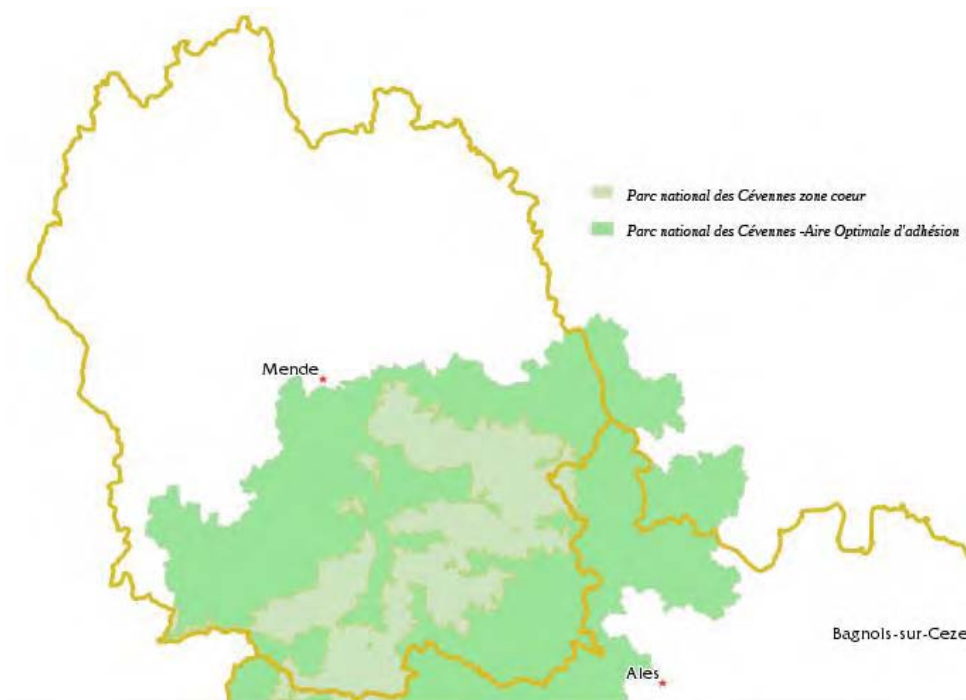 Parc national des Cévennes zone coeur
Parc national des Cévennes -Aire Optimale d'adhésion
Mende
Bagnols-sur-Ceze
Ales